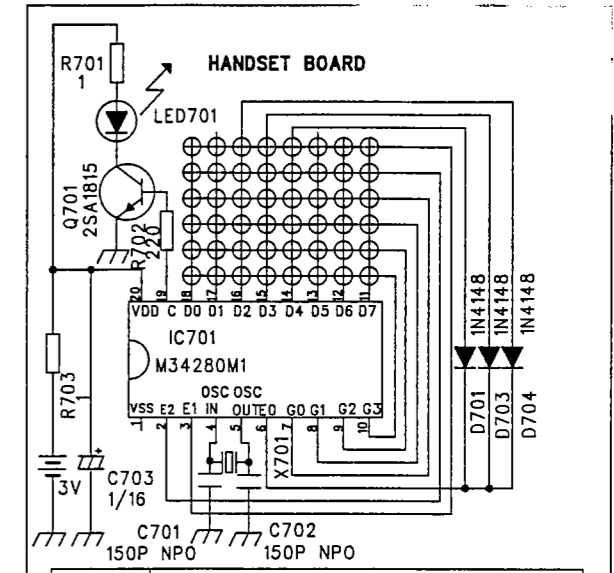 HANDSET BOARD
R701
1
LED701
Q701
2SA1815
R702
220
20 19 18 17 16 15 14 13 12 11
VDD C D0 D1 D2 D3 D4 D5 D6 D7
IC701
M34280M1
OSC OSC
VSS E2 E1 IN OUT E0 G0 G1 G2 G3
1 2 3 4 5 6 7 8 9 10
X701
R703
1
3V
C703
1/16
C701
150P NPO
C702
150P NPO
1N4148
1N4148
1N4148
D701
D703
D704